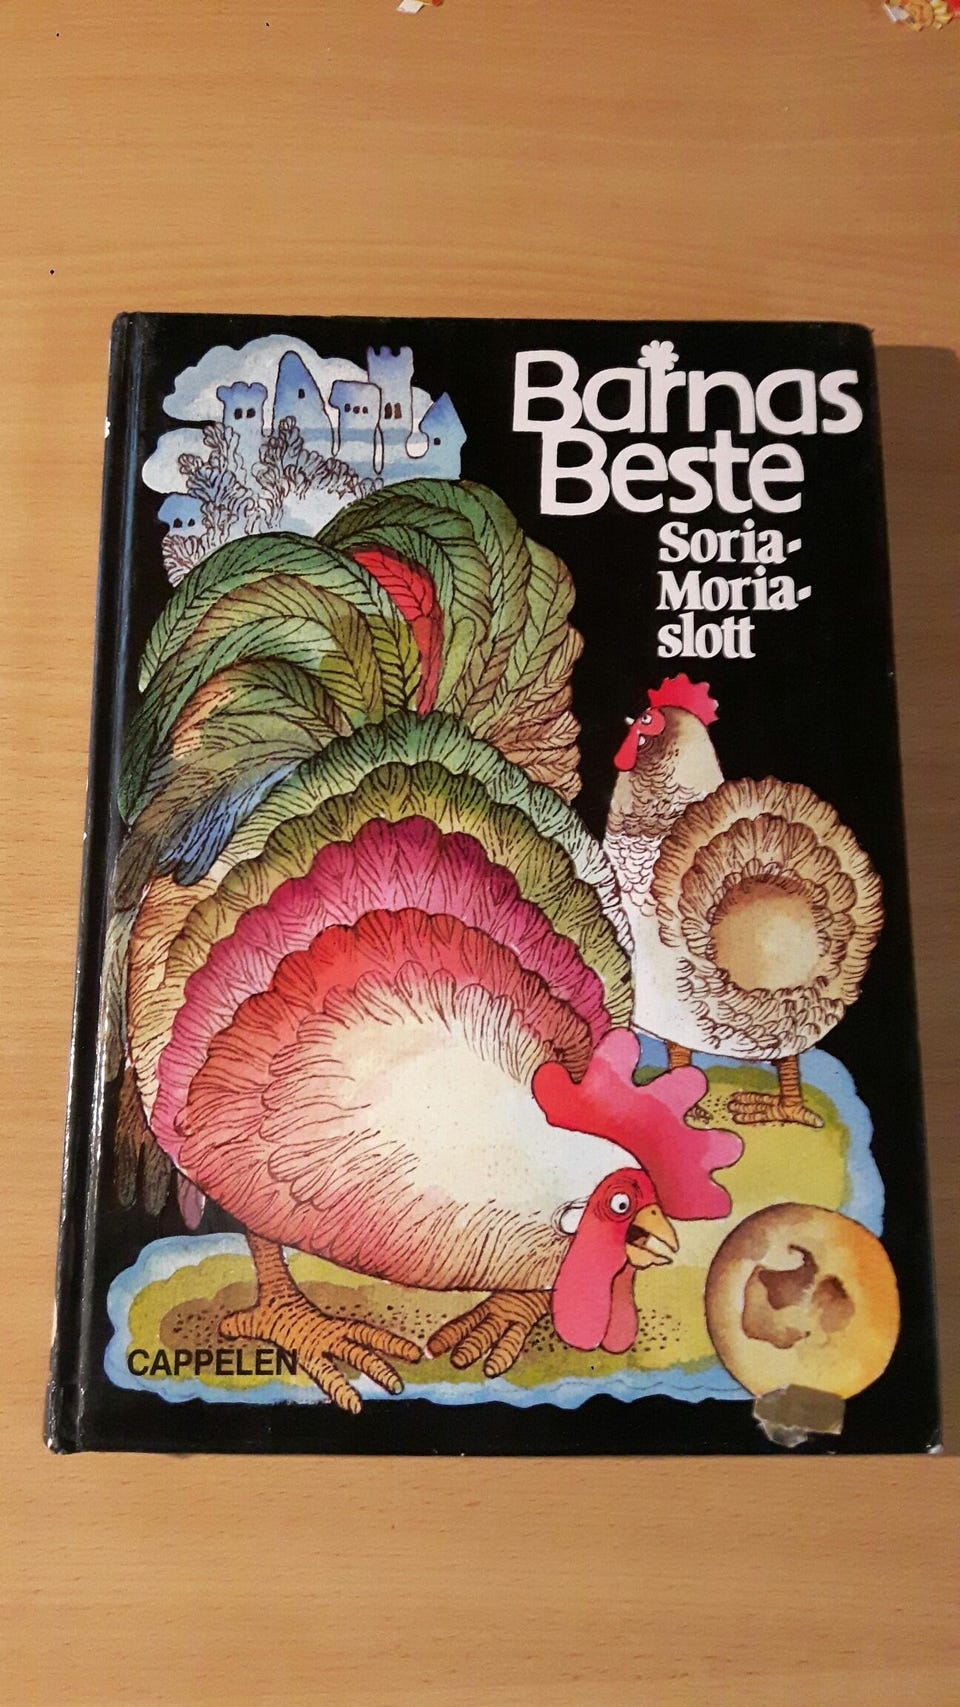 Barnas
Beste
Soria-
Moria-
slott
CAPPELEN